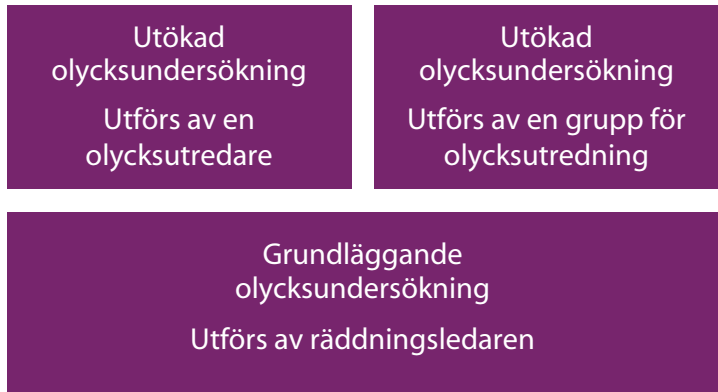 Utökad
olycksundersökning
Utförs av en
olycksutredare
Utökad
olycksundersökning
Utförs av en grupp för
olycksutredning
Grundläggande
olycksundersökning
Utförs av räddningsledaren